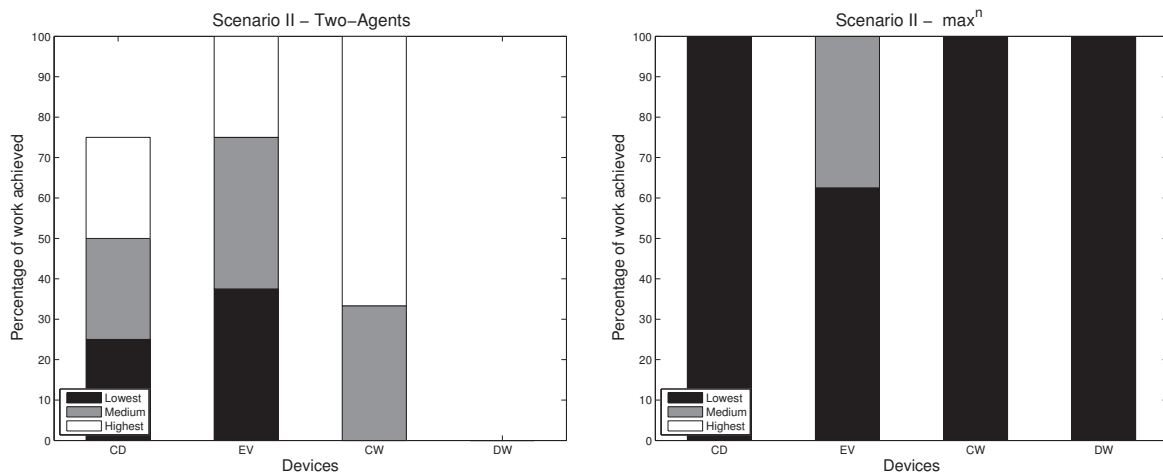 Scenario II − Two−Agents
100
90
80
70
60
50
40
30
20
10
0
Percentage of work achieved
Lowest
Medium
Highest
CD EV CW DW
Devices
Scenario II − maxⁿ
100
90
80
70
60
50
40
30
20
10
0
Percentage of work achieved
Lowest
Medium
Highest
CD EV CW DW
Devices